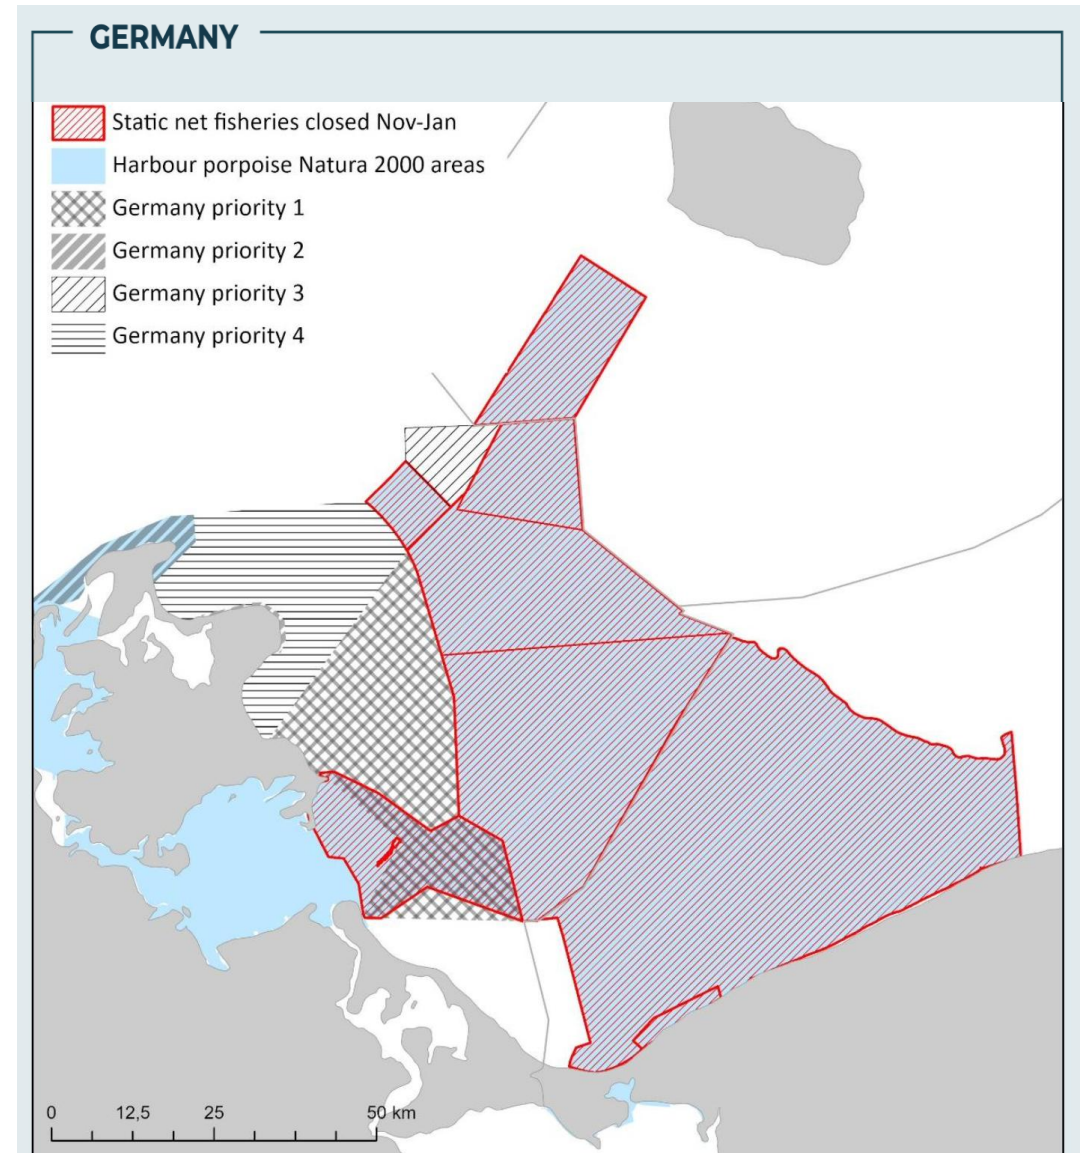 GERMANY
Static net fisheries closed Nov-Jan
Harbour porpoise Natura 2000 areas
Germany priority 1
Germany priority 2
Germany priority 3
Germany priority 4
0 12,5 25 50 km